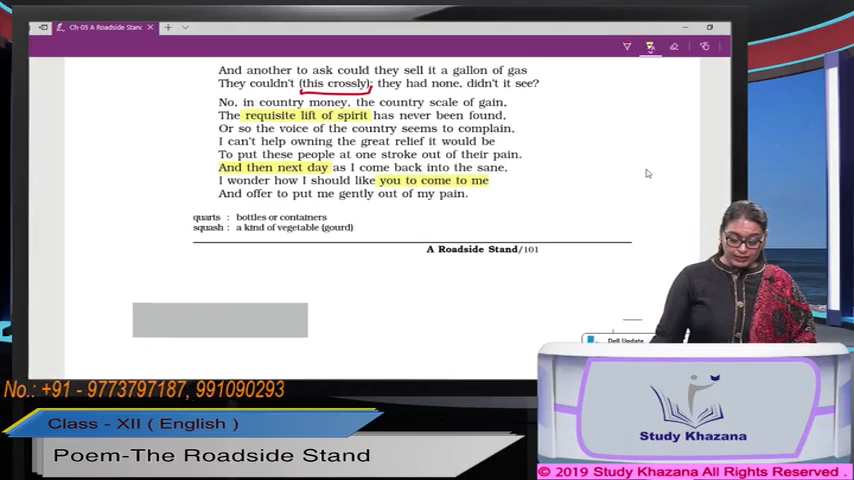 Ch-05 A Roadside Stand
And another to ask could they sell it a gallon of gas
They couldn't (this crossly); they had none, didn't it see?
No, in country money, the country scale of gain,
The requisite lift of spirit has never been found,
Or so the voice of the country seems to complain,
I can't help owning the great relief it would be
To put these people at one stroke out of their pain.
And then next day as I come back into the sane,
I wonder how I should like you to come to me
And offer to put me gently out of my pain.
quarts : bottles or containers
squash : a kind of vegetable (gourd)
A Roadside Stand/101
Dell Update
Study Khazana
No.: +91 - 9773797187, 991090293
Class - XII ( English )
Poem-The Roadside Stand
© 2019 Study Khazana All Rights Reserved .